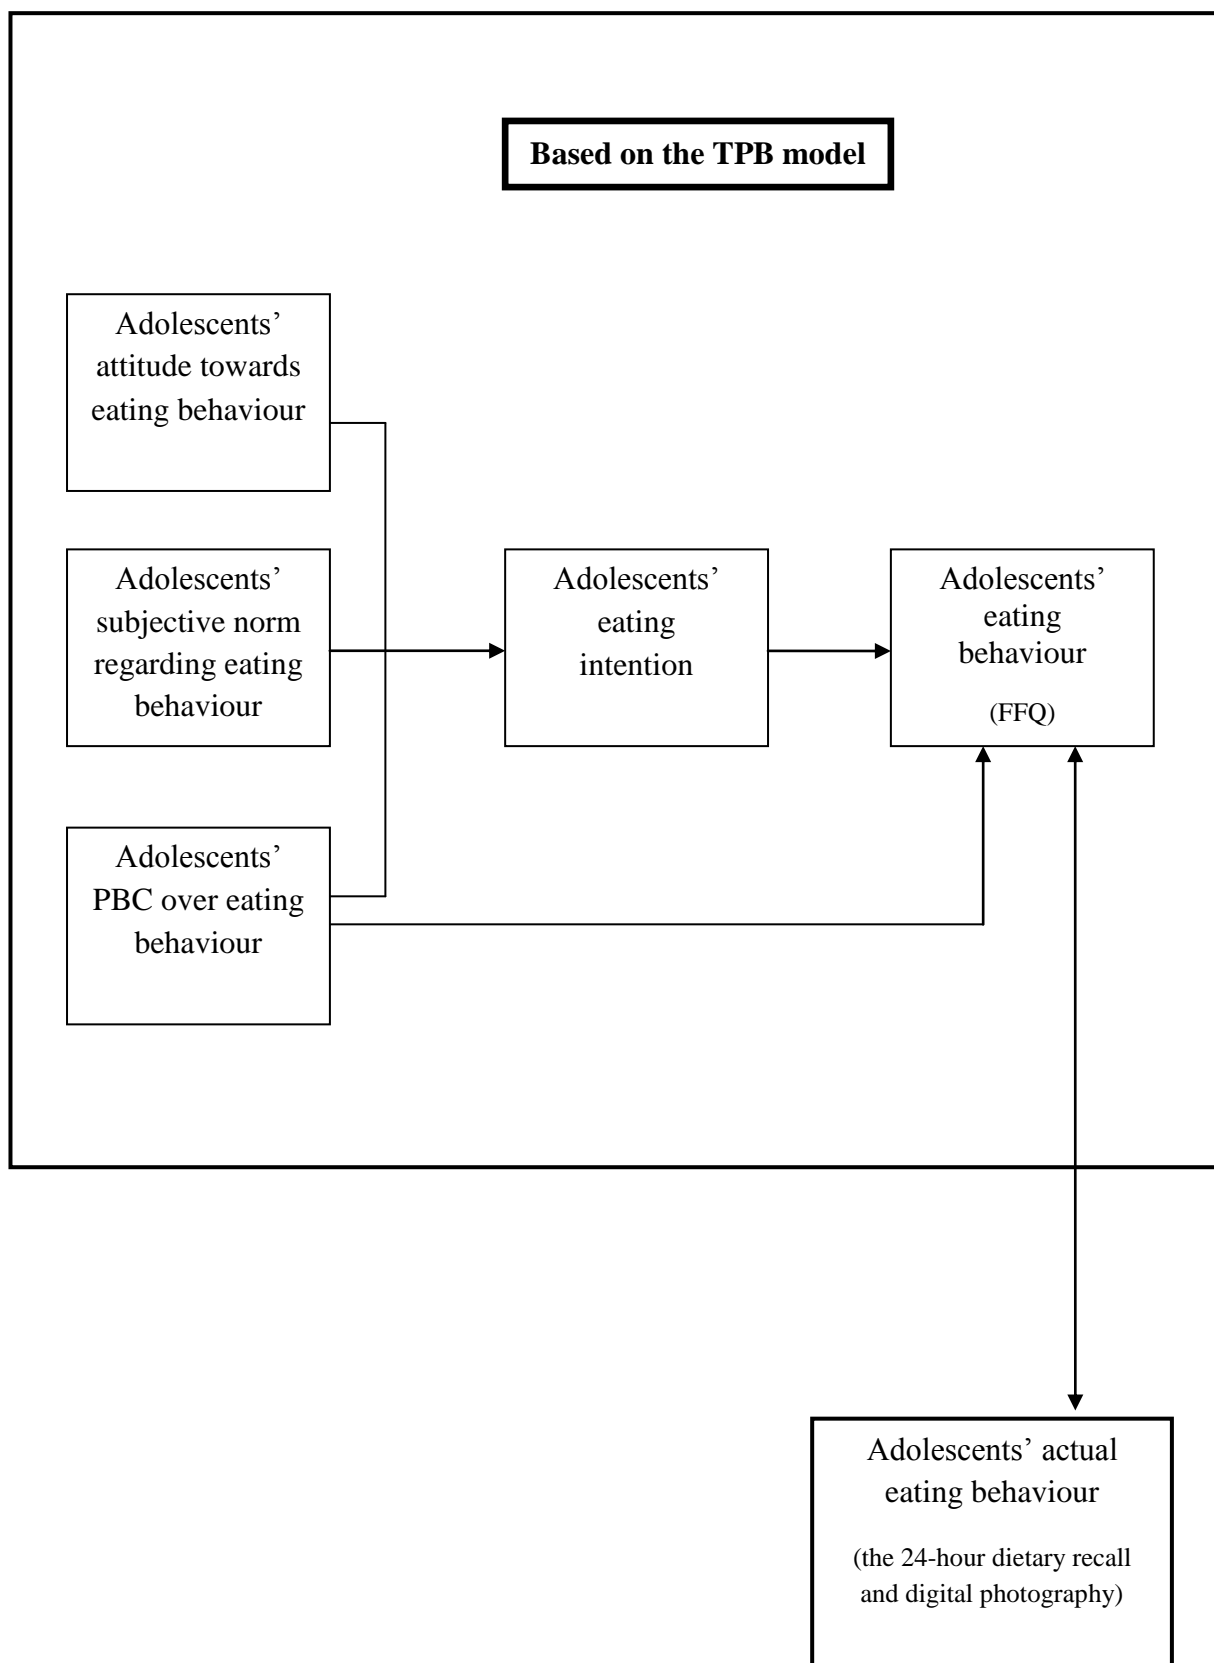 Based on the TPB model
Adolescents’
attitude towards
eating behaviour
Adolescents’
subjective norm
regarding eating
behaviour
Adolescents’
eating
intention
Adolescents’
eating
behaviour
(FFQ)
Adolescents’
PBC over eating
behaviour
Adolescents’ actual
eating behaviour
(the 24-hour dietary recall
and digital photography)